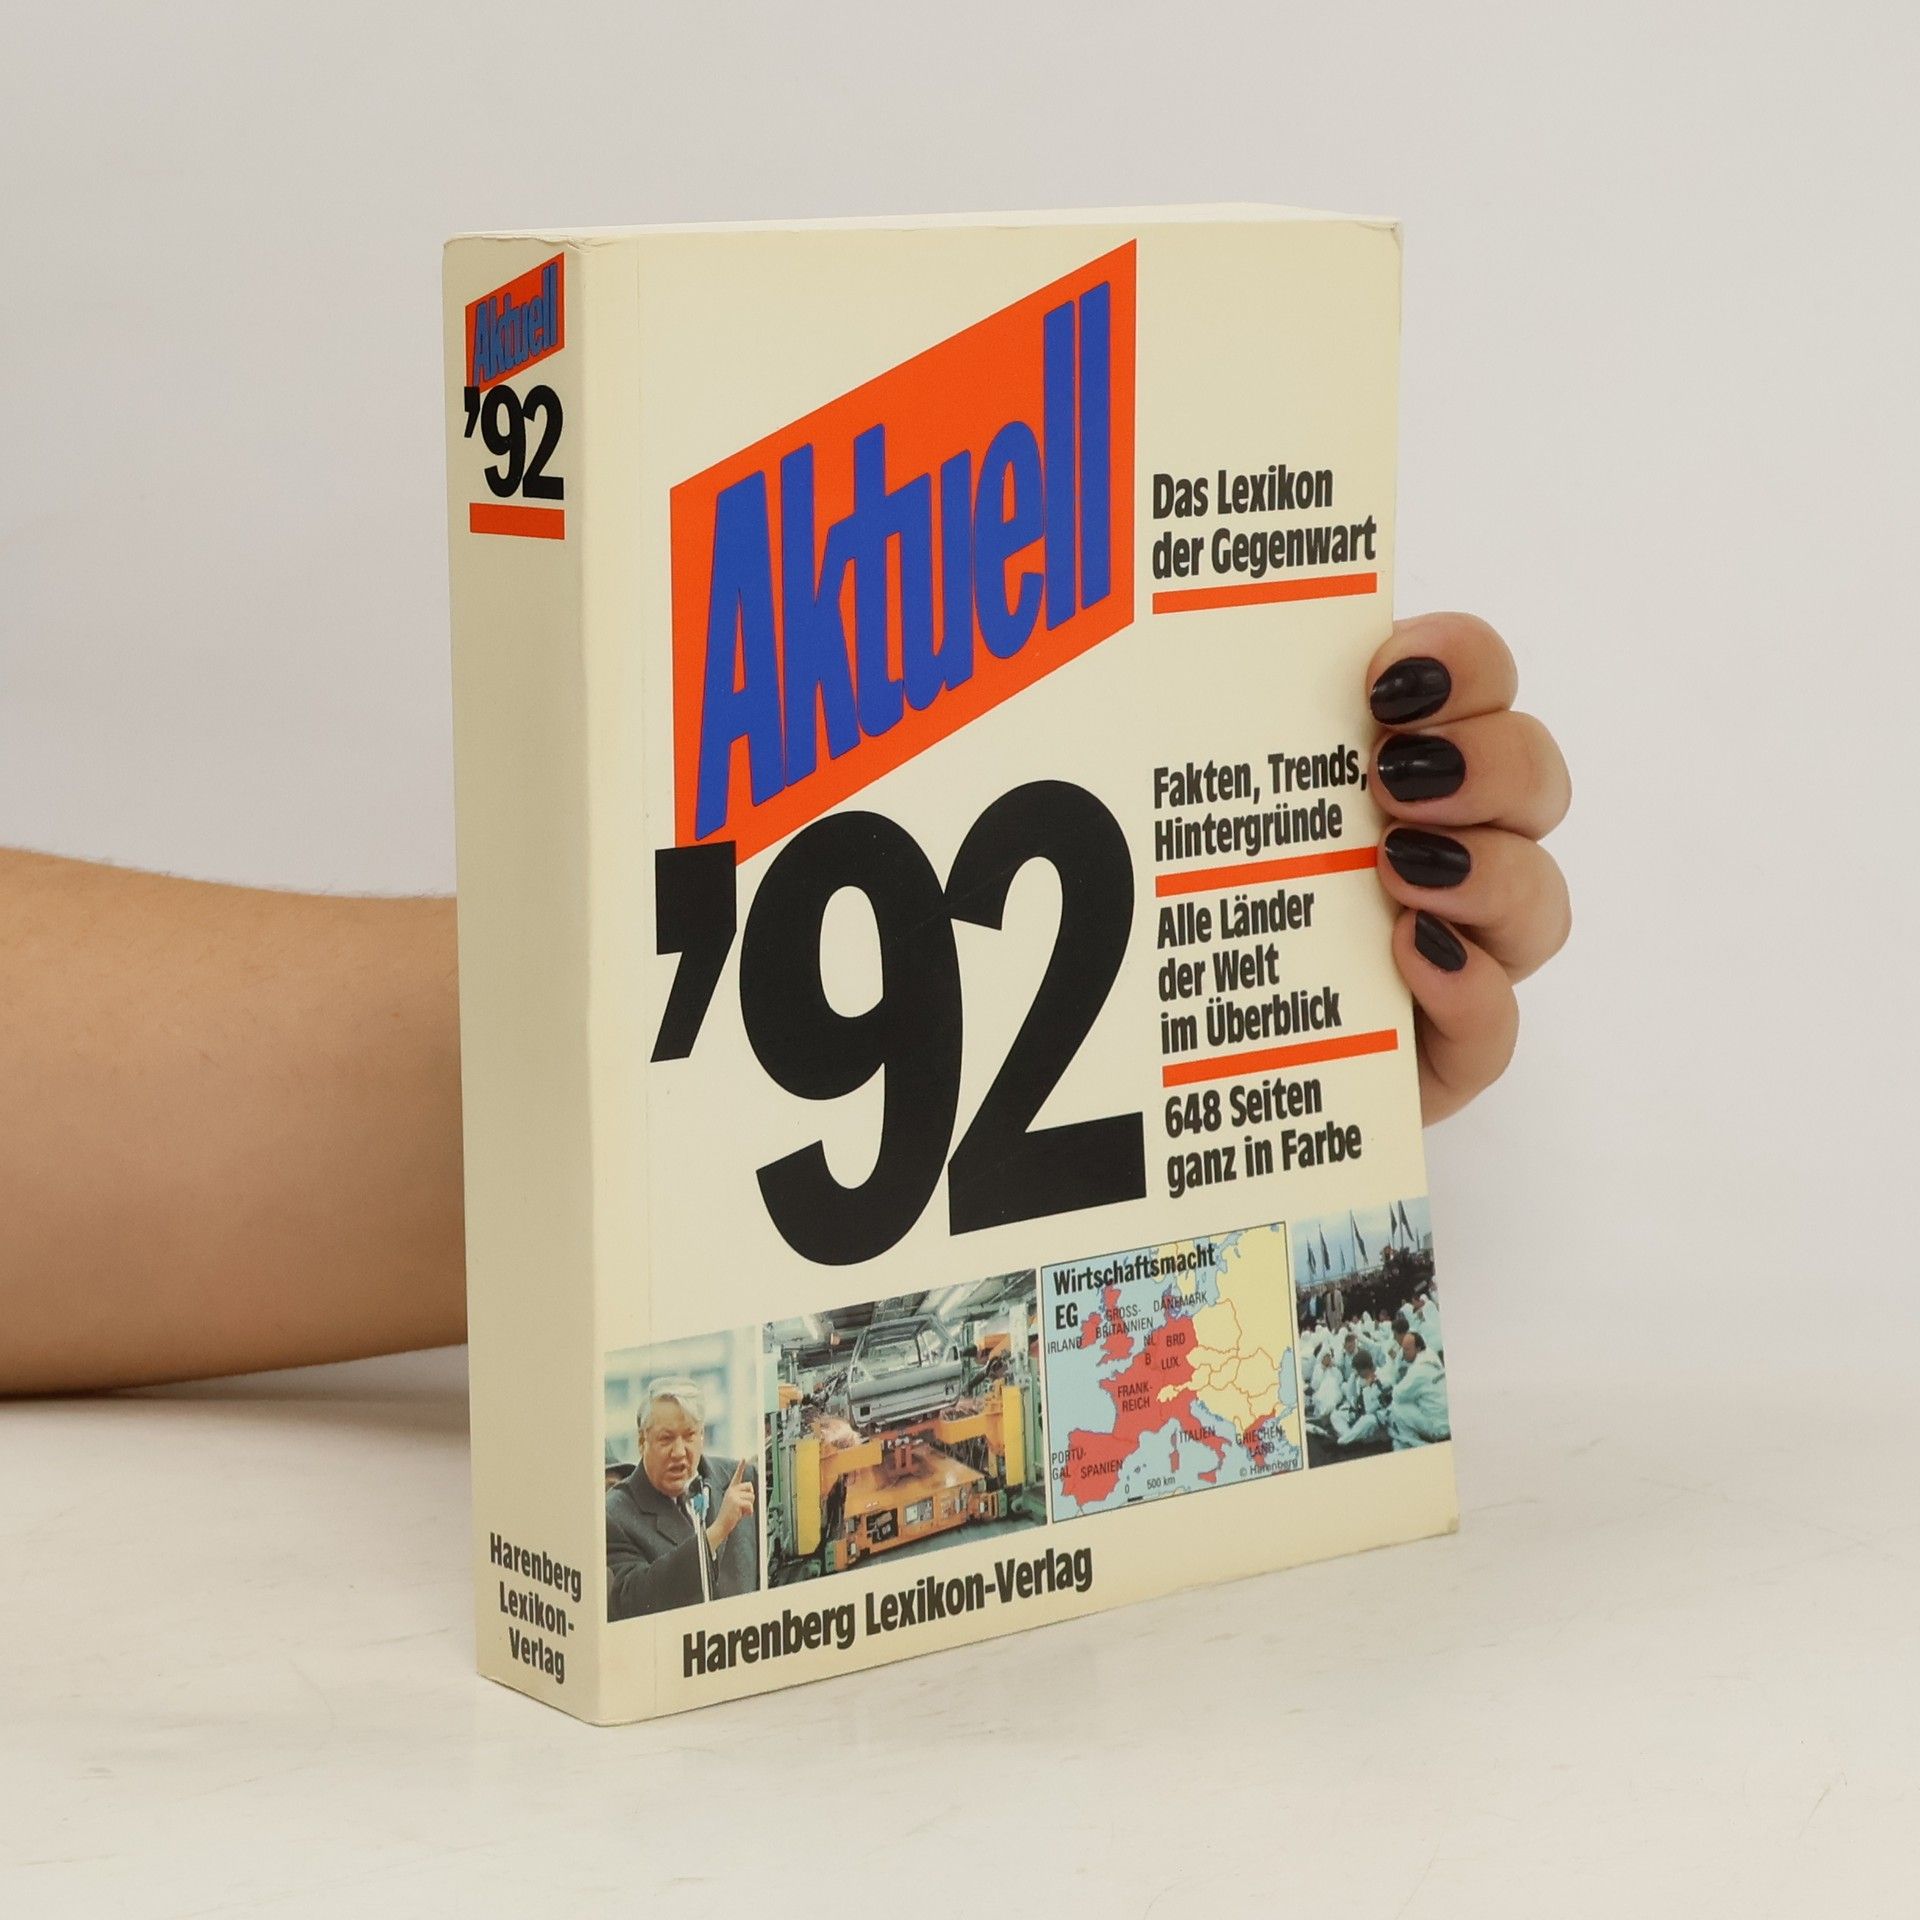 Aktuell
'92
Harenberg
Lexikon-
Verlag
Aktuell
'92
Das Lexikon
der Gegenwart
Fakten, Trends,
Hintergründe
Alle Länder
der Welt
im Überblick
648 Seiten
ganz in Farbe
Wirtschaftsmacht
EG
GROSS-
BRITANNIEN
DÄNEMARK
IRLAND
NL
BRD
B
LUX.
FRANK-
REICH
ITALIEN
GRIECHEN-
LAND
PORTU-
GAL
SPANIEN
0 500 km
© Harenberg
Harenberg Lexikon-Verlag